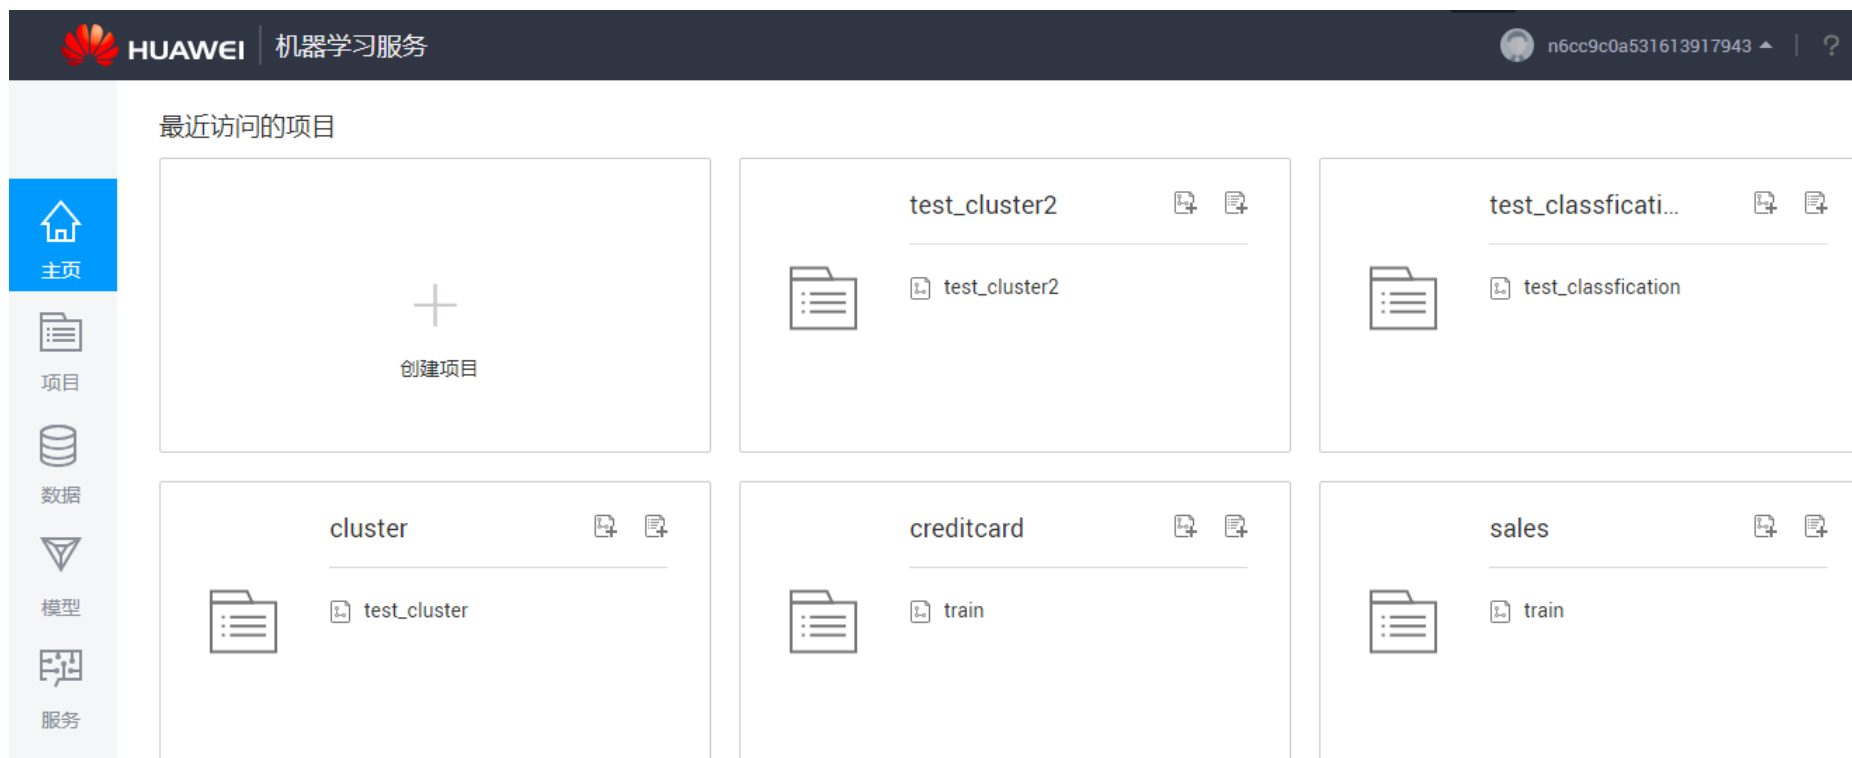 HUAWEI 机器学习服务
n6cc9c0a531613917943
?
最近访问的项目
主页
项目
数据
模型
服务
创建项目
test_cluster2
test_cluster2
test_classficati...
test_classfication
cluster
test_cluster
creditcard
train
sales
train